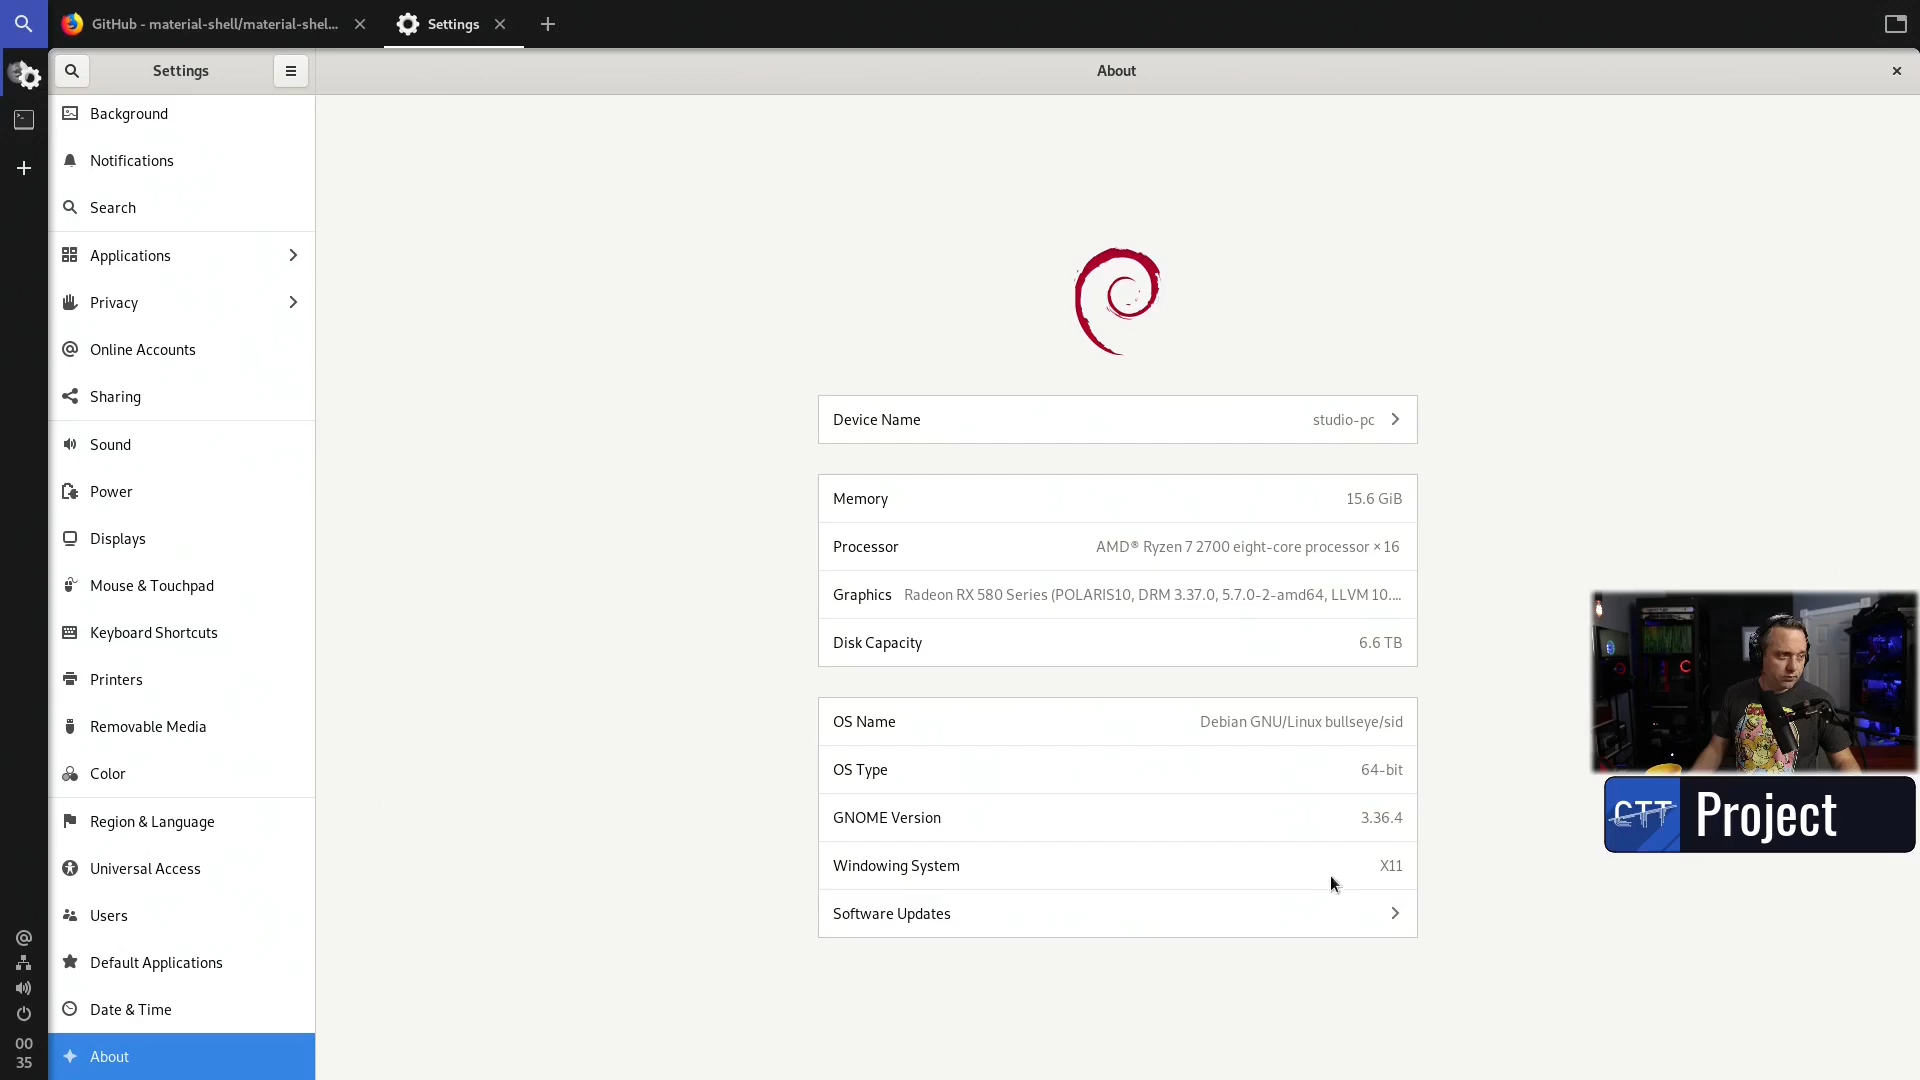 GitHub - material-shell/material-shel...
Settings
Settings
About
Background
Notifications
Search
Applications
Privacy
Online Accounts
Sharing
Sound
Power
Displays
Mouse & Touchpad
Keyboard Shortcuts
Printers
Removable Media
Color
Region & Language
Universal Access
Users
Default Applications
Date & Time
About
00
35
Device Name studio-pc
Memory 15.6 GiB
Processor AMD® Ryzen 7 2700 eight-core processor × 16
Graphics Radeon RX 580 Series (POLARIS10, DRM 3.37.0, 5.7.0-2-amd64, LLVM 10....
Disk Capacity 6.6 TB
OS Name Debian GNU/Linux bullseye/sid
OS Type 64-bit
GNOME Version 3.36.4
Windowing System X11
Software Updates
CTT Project